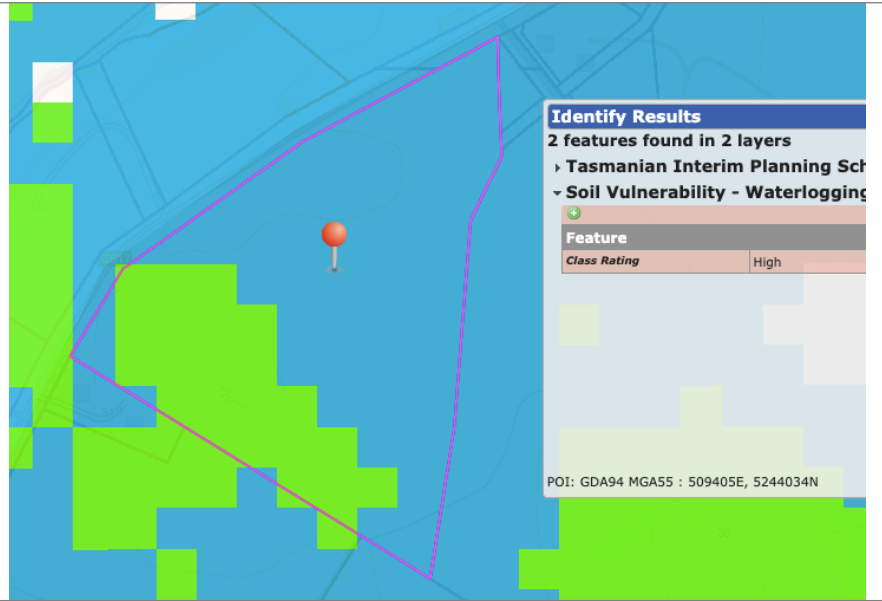 Identify Results
2 features found in 2 layers
Tasmanian Interim Planning Sch
Soil Vulnerability - Waterlogging
Feature
Class Rating High
POI: GDA94 MGA55 : 509405E, 5244034N